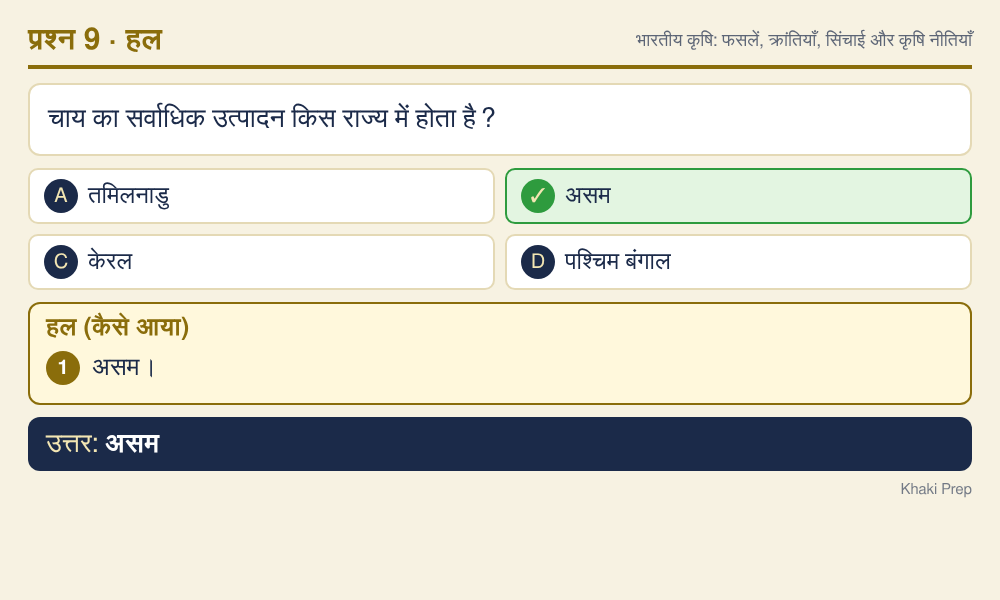 प्रश्न 9 · हल
भारतीय कृषि: फसलें, क्रांतियाँ, सिंचाई और कृषि नीतियाँ
चाय का सर्वाधिक उत्पादन किस राज्य में होता है ?
A तमिलनाडु
✓ असम
C केरल
D पश्चिम बंगाल
हल (कैसे आया)
1 असम ।
उत्तर: असम
Khaki Prep